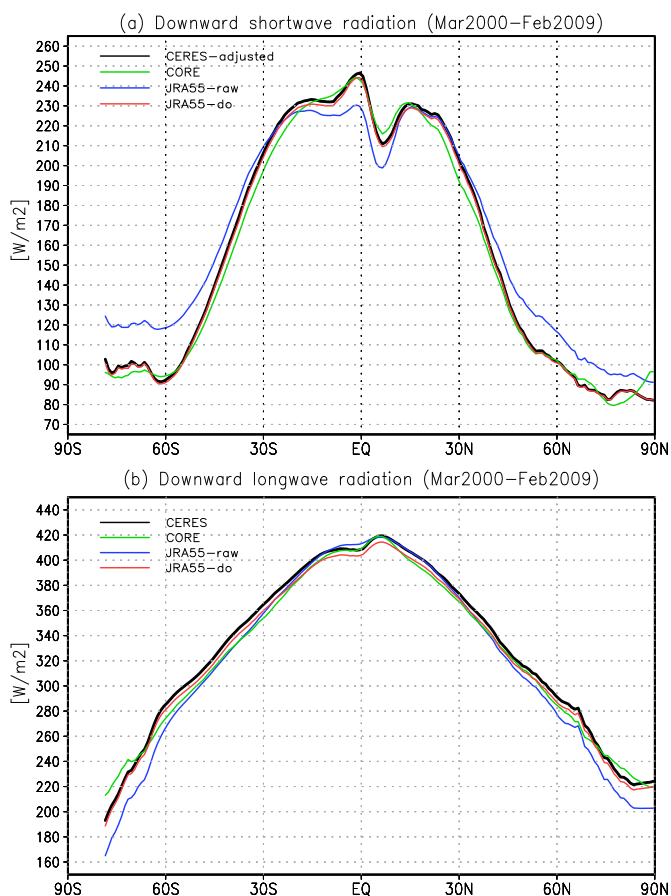 (a) Downward shortwave radiation (Mar2000−Feb2009)
[W/m2]
260
250
240
230
220
210
200
190
180
170
160
150
140
130
120
110
100
90
80
70
CERES−adjusted
CORE
JRA55−raw
JRA55−do
90S 60S 30S EQ 30N 60N 90N
(b) Downward longwave radiation (Mar2000−Feb2009)
[W/m2]
440
420
400
380
360
340
320
300
280
260
240
220
200
180
160
CERES
CORE
JRA55−raw
JRA55−do
90S 60S 30S EQ 30N 60N 90N